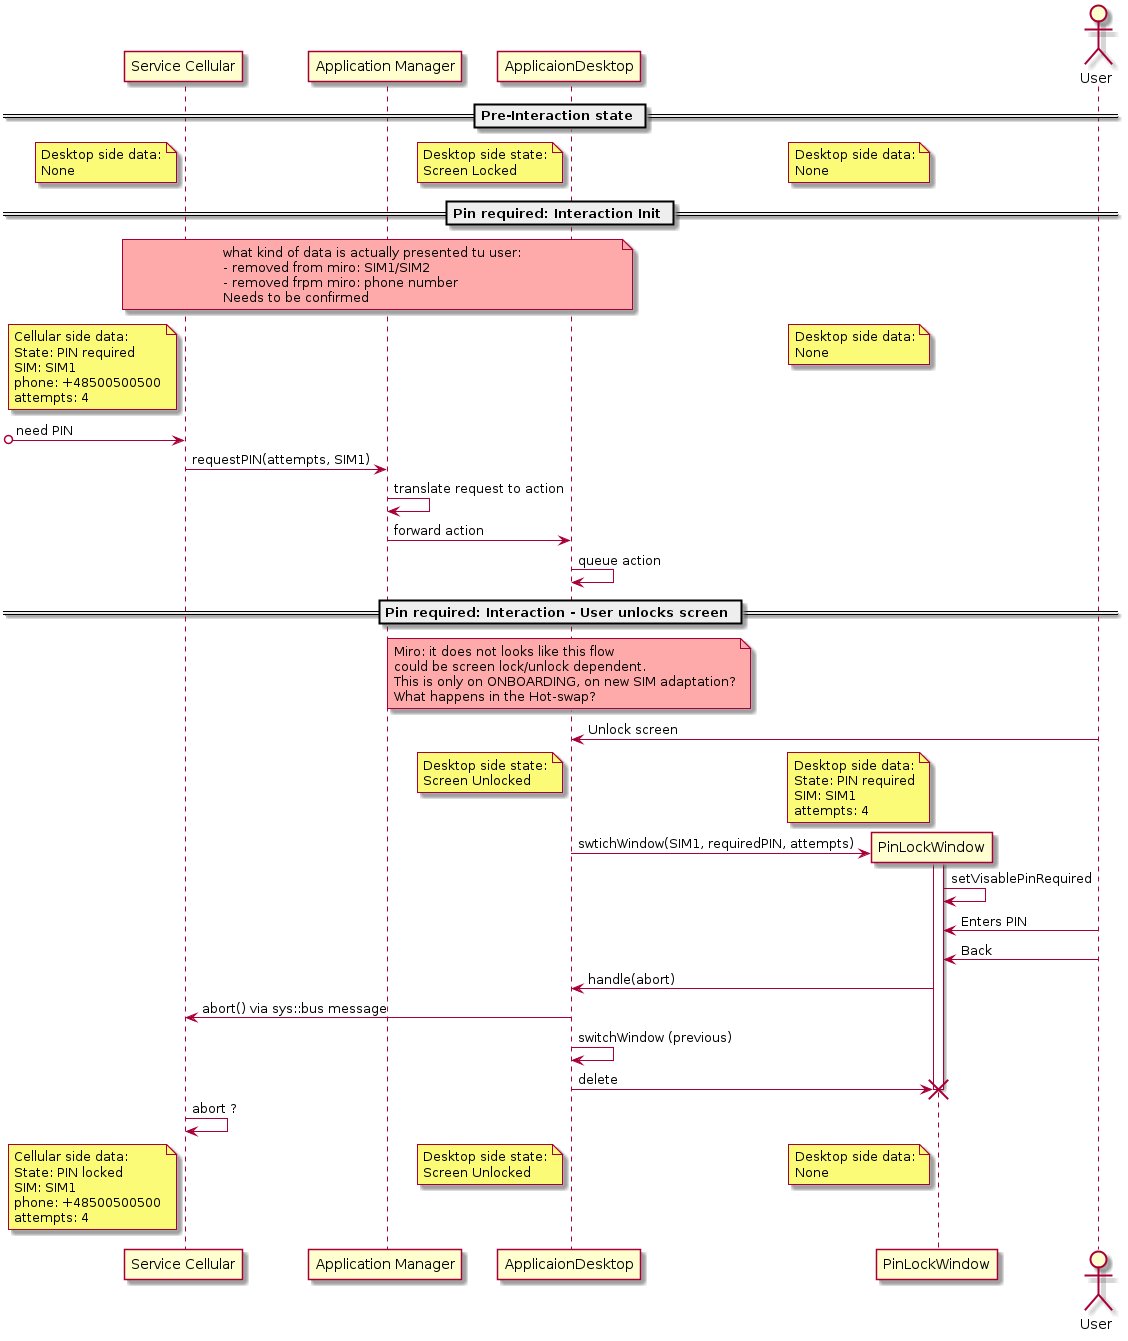 User
Service Cellular
Application Manager
ApplicaionDesktop
Pre-Interaction state
Desktop side data:
None
Desktop side state:
Screen Locked
Desktop side data:
None
Pin required: Interaction Init
what kind of data is actually presented tu user:
- removed from miro: SIM1/SIM2
- removed frpm miro: phone number
Needs to be confirmed
Cellular side data:
State: PIN required
SIM: SIM1
phone: +48500500500
attempts: 4
Desktop side data:
None
need PIN
requestPIN(attempts, SIM1)
translate request to action
forward action
queue action
Pin required: Interaction - User unlocks screen
Miro: it does not looks like this flow
could be screen lock/unlock dependent.
This is only on ONBOARDING, on new SIM adaptation?
What happens in the Hot-swap?
Unlock screen
Desktop side state:
Screen Unlocked
Desktop side data:
State: PIN required
SIM: SIM1
attempts: 4
swtichWindow(SIM1, requiredPIN, attempts)
PinLockWindow
setVisablePinRequired
Enters PIN
Back
handle(abort)
abort() via sys::bus message
switchWindow (previous)
delete
abort ?
Cellular side data:
State: PIN locked
SIM: SIM1
phone: +48500500500
attempts: 4
Desktop side state:
Screen Unlocked
Desktop side data:
None
Service Cellular
Application Manager
ApplicaionDesktop
PinLockWindow
User